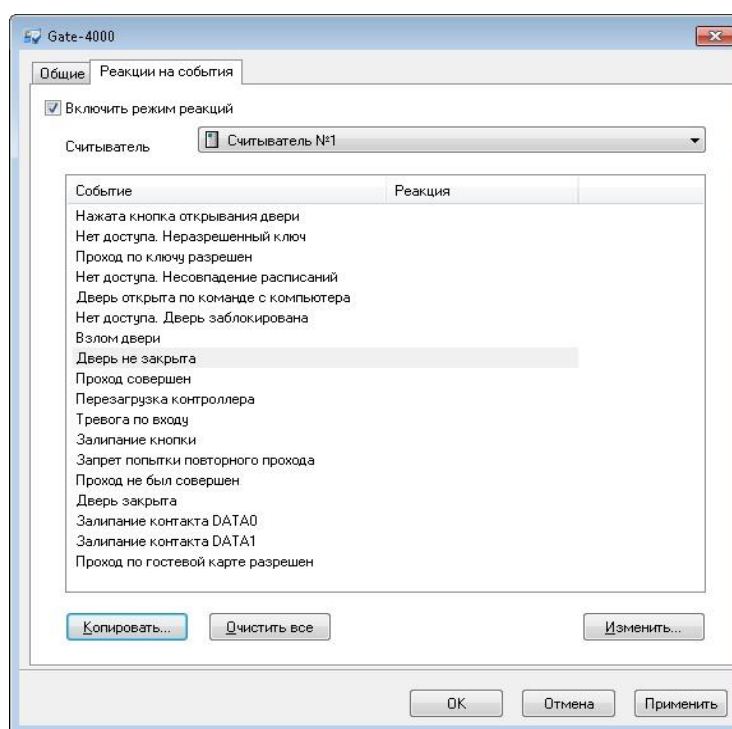 Gate-4000
Общие Реакции на события
Включить режим реакций
Считыватель Считыватель №1
Событие Реакция
Нажата кнопка открывания двери
Нет доступа. Неразрешенный ключ
Проход по ключу разрешен
Нет доступа. Несовпадение расписаний
Дверь открыта по команде с компьютера
Нет доступа. Дверь заблокирована
Взлом двери
Дверь не закрыта
Проход совершен
Перезагрузка контроллера
Тревога по входу
Залипание кнопки
Запрет попытки повторного прохода
Проход не был совершен
Дверь закрыта
Залипание контакта DATA0
Залипание контакта DATA1
Проход по гостевой карте разрешен
Копировать... Очистить все Изменить...
OK Отмена Применить